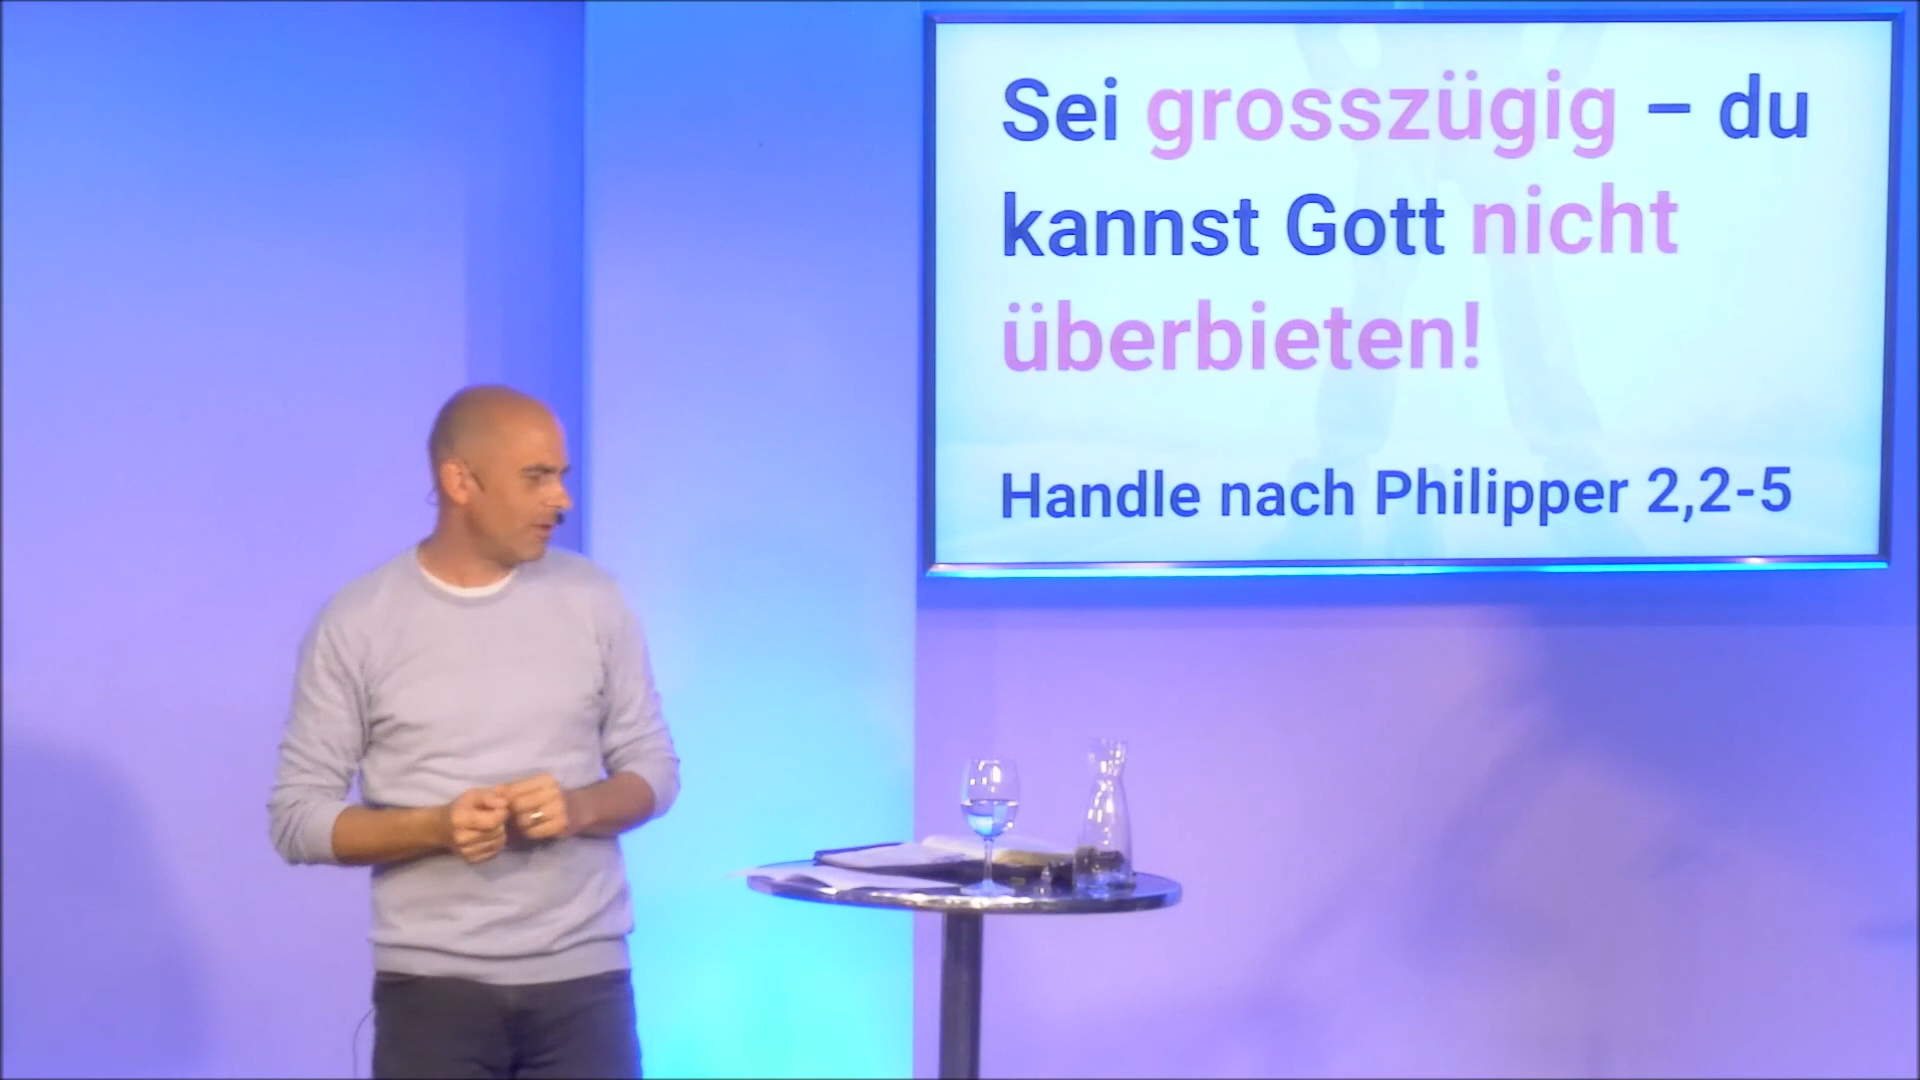 Sei grosszügig – du
kannst Gott nicht
überbieten!
Handle nach Philipper 2,2-5